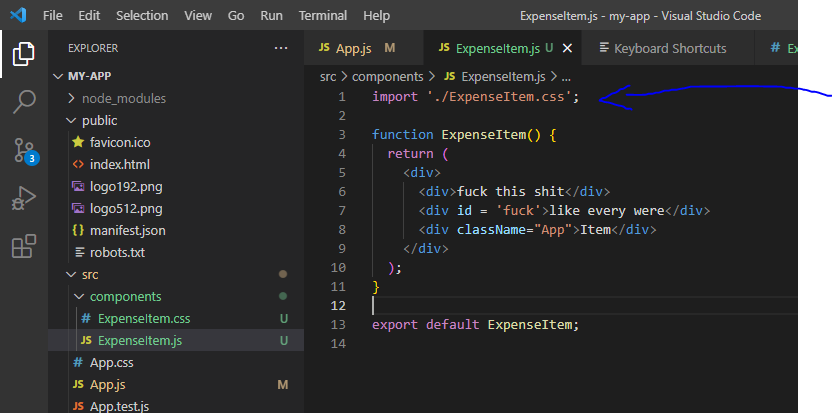 File Edit Selection View Go Run Terminal Help ExpenseItem.js - my-app - Visual Studio Code
EXPLORER ...
MY-APP
node_modules
public
favicon.ico
index.html
logo192.png
logo512.png
{} manifest.json
robots.txt
src
components
# ExpenseItem.css U
JS ExpenseItem.js U
# App.css
JS App.js M
JS App.test.js
3
JS App.js M JS ExpenseItem.js U × Keyboard Shortcuts # Ex
src > components > JS ExpenseItem.js > ...
1 import './ExpenseItem.css';
2
3 function ExpenseItem() {
4 return (
5 <div>
6 <div>fuck this shit</div>
7 <div id = 'fuck'>like every were</div>
8 <div className="App">Item</div>
9 </div>
10 );
11 }
12
13 export default ExpenseItem;
14